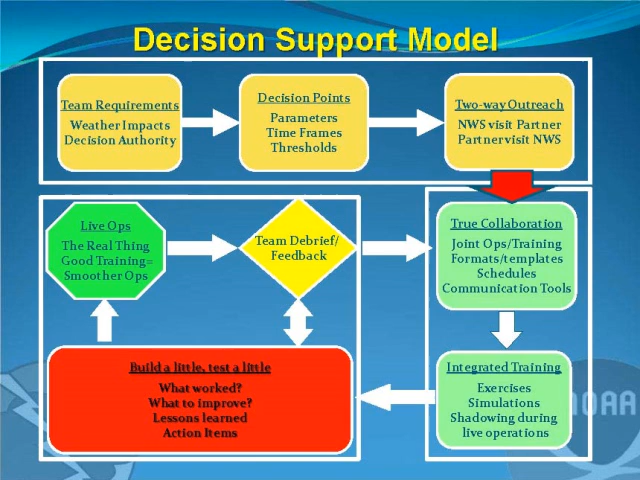 Decision Support Model
Team Requirements
Weather Impacts
Decision Authority
Decision Points
Parameters
Time Frames
Thresholds
Two-way Outreach
NWS visit Partner
Partner visit NWS
Live Ops
The Real Thing
Good Training=
Smoother Ops
Team Debrief/
Feedback
True Collaboration
Joint Ops/Training
Formats/templates
Schedules
Communication Tools
Build a little, test a little
What worked?
What to improve?
Lessons learned
Action Items
Integrated Training
Exercises
Simulations
Shadowing during
live operations
NOAA